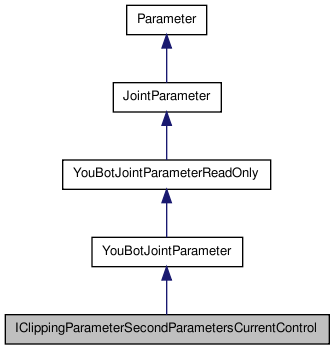 Parameter
JointParameter
YouBotJointParameterReadOnly
YouBotJointParameter
IClippingParameterSecondParametersCurrentControl